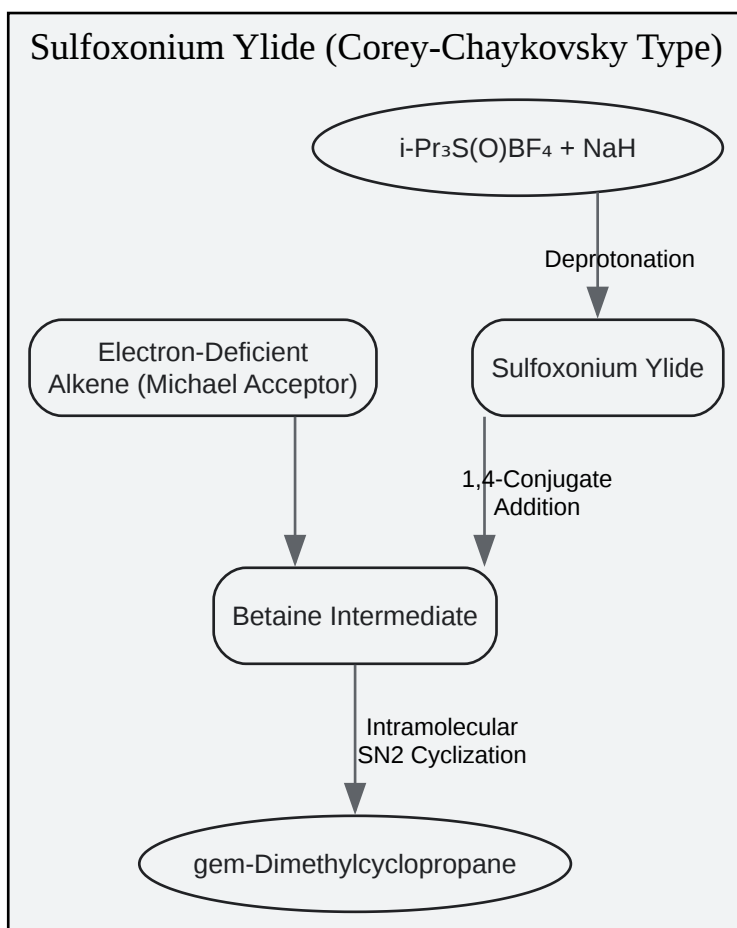 Sulfoxonium Ylide (Corey-Chaykovsky Type)
i-Pr₃S(O)BF₄ + NaH
Deprotonation
Electron-Deficient
Alkene (Michael Acceptor)
Sulfoxonium Ylide
1,4-Conjugate
Addition
Betaine Intermediate
Intramolecular
SN2 Cyclization
gem-Dimethylcyclopropane